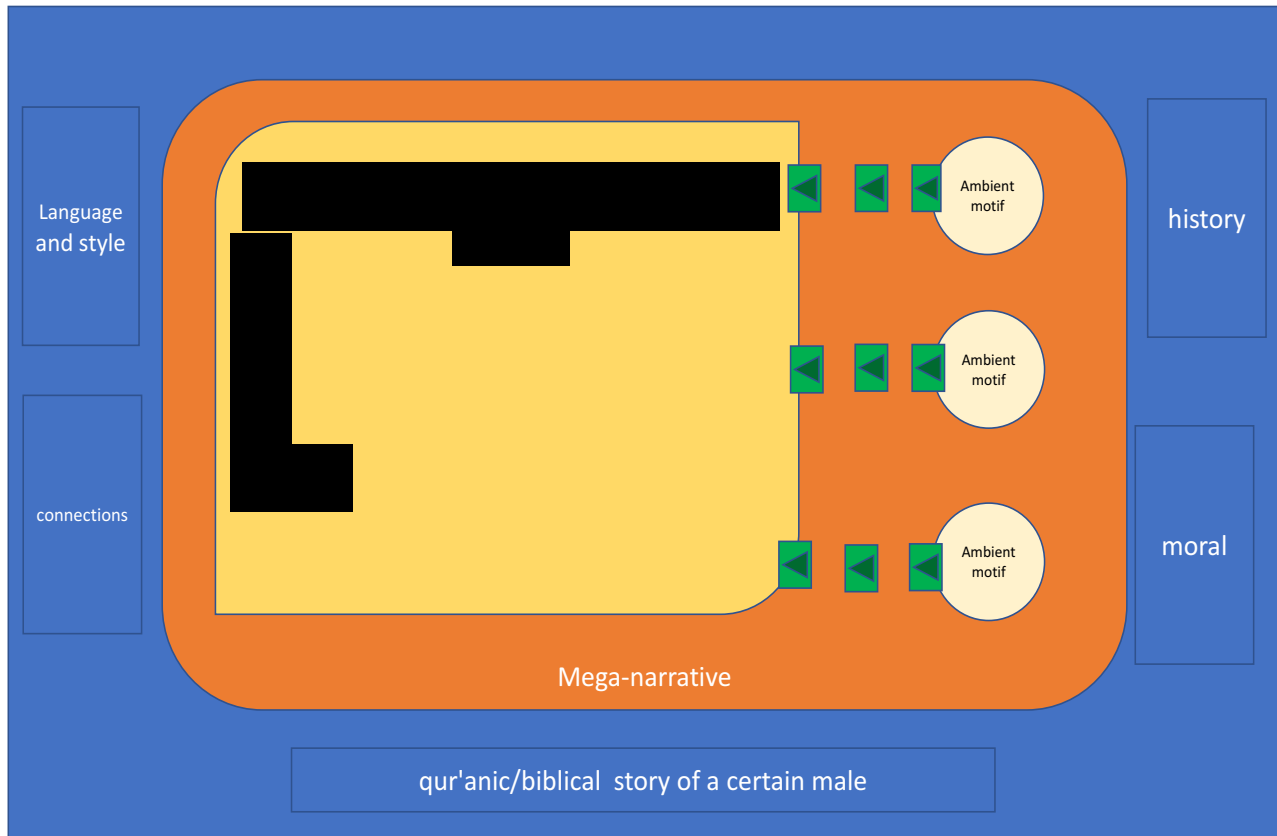 Language
and style
connections
Ambient
motif
Ambient
motif
Ambient
motif
history
moral
Mega-narrative
qur'anic/biblical  story of a certain male